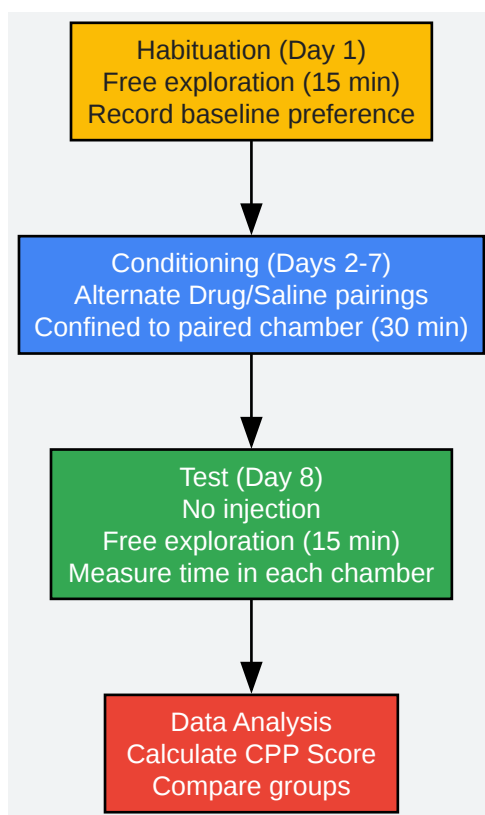 Habituation (Day 1)
Free exploration (15 min)
Record baseline preference
Conditioning (Days 2-7)
Alternate Drug/Saline pairings
Confined to paired chamber (30 min)
Test (Day 8)
No injection
Free exploration (15 min)
Measure time in each chamber
Data Analysis
Calculate CPP Score
Compare groups